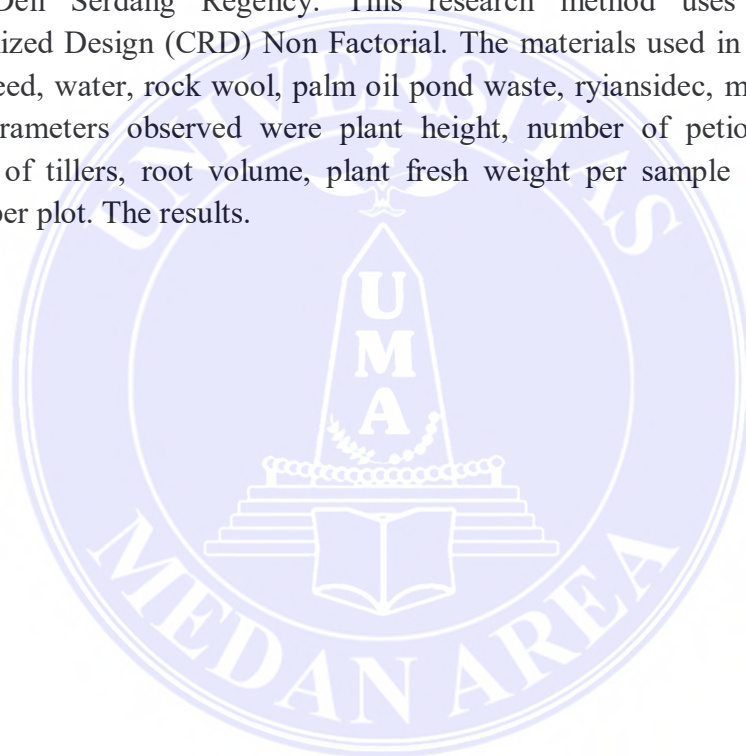 Deli Serdang Regency. This research method uses
ized Design (CRD) Non Factorial. The materials used in
eed, water, rock wool, palm oil pond waste, ryiansidec, m
rameters observed were plant height, number of petio
of tillers, root volume, plant fresh weight per sample
per plot. The results.
UNIVERSITAS
UMA
MEDAN AREA